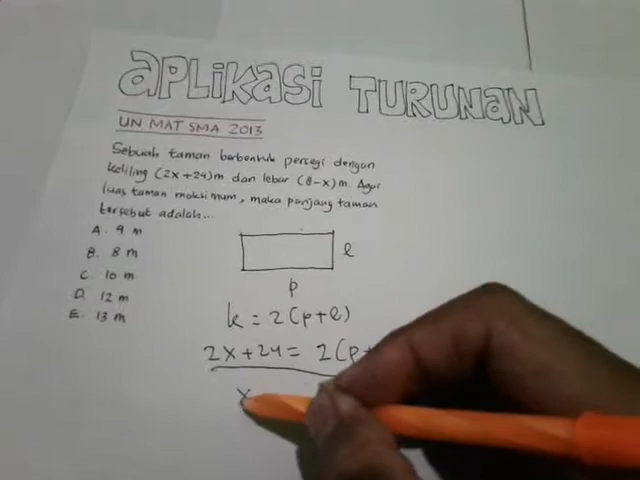 APLIKASI TURUNAN
UN MAT SMA 2013
Sebuah taman berbentuk persegi dengan
keliling (2x+24)m dan lebar (8-x)m. Agar
luas taman maksimum, maka panjang taman
tersebut adalah...
A. 4 m
B. 8 m
C. 10 m
D. 12 m
E. 13 m
l
p
k = 2(p+l)
2x+24 = 2(p+
x